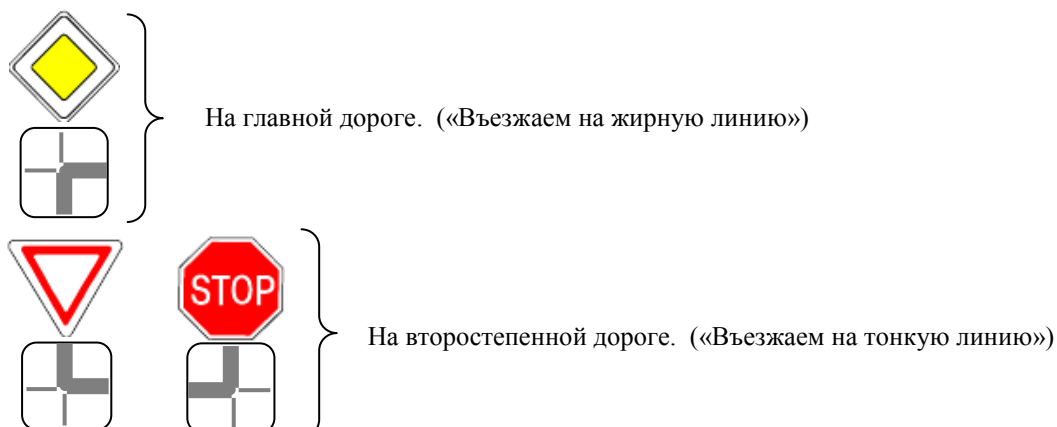 На главной дороге. («Въезжаем на жирную линию»)
STOP
На второстепенной дороге. («Въезжаем на тонкую линию»)